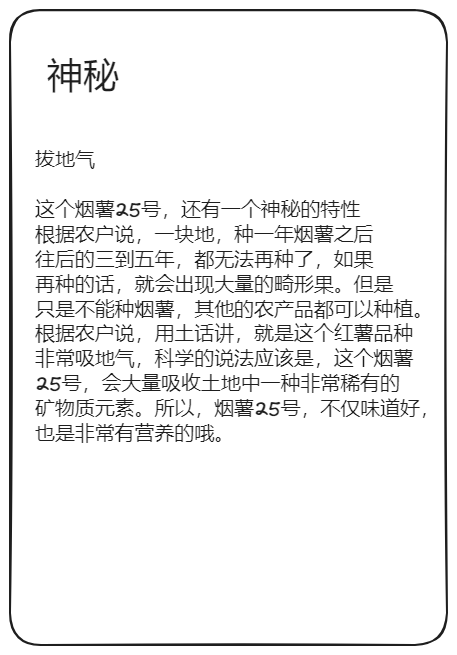 神秘
拔地气
这个烟薯25号，还有一个神秘的特性
根据农户说，一块地，种一年烟薯之后
往后的三到五年，都无法再种了，如果
再种的话，就会出现大量的畸形果。但是
只是不能种烟薯，其他的农产品都可以种植。
根据农户说，用土话讲，就是这个红薯品种
非常吸地气，科学的说法应该是，这个烟薯
25号，会大量吸收土地中一种非常稀有的
矿物质元素。所以，烟薯25号，不仅味道好，
也是非常有营养的哦。